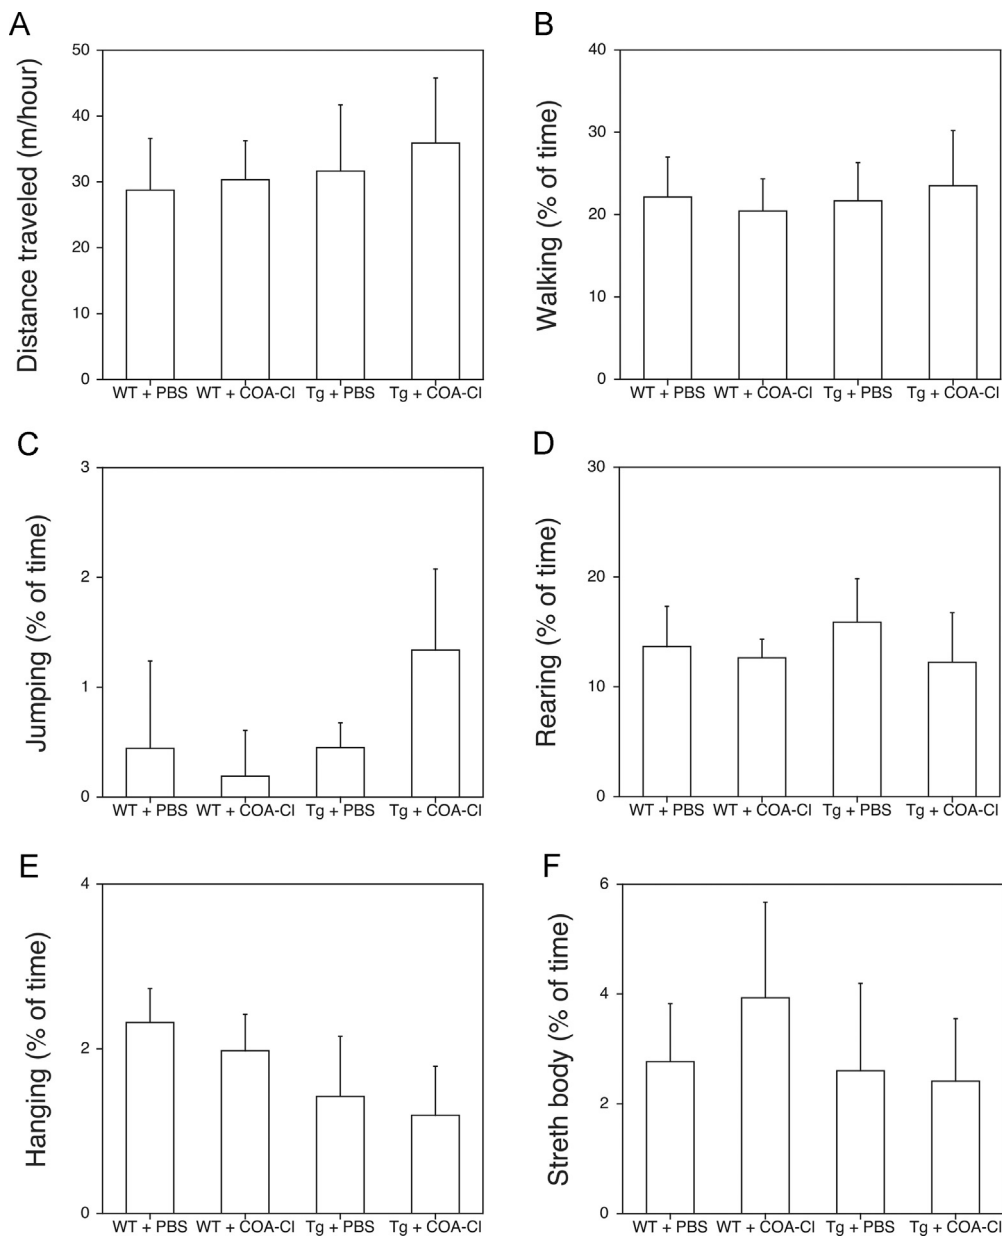 A
Distance traveled (m/hour)
50
40
30
20
10
0
WT + PBS WT + COA-Cl Tg + PBS Tg + COA-Cl
B
Walking (% of time)
40
30
20
10
0
WT + PBS WT + COA-Cl Tg + PBS Tg + COA-Cl
C
Jumping (% of time)
3
2
1
0
WT + PBS WT + COA-Cl Tg + PBS Tg + COA-Cl
D
Rearing (% of time)
30
20
10
0
WT + PBS WT + COA-Cl Tg + PBS Tg + COA-Cl
E
Hanging (% of time)
4
2
0
WT + PBS WT + COA-Cl Tg + PBS Tg + COA-Cl
F
Streth body (% of time)
6
4
2
0
WT + PBS WT + COA-Cl Tg + PBS Tg + COA-Cl